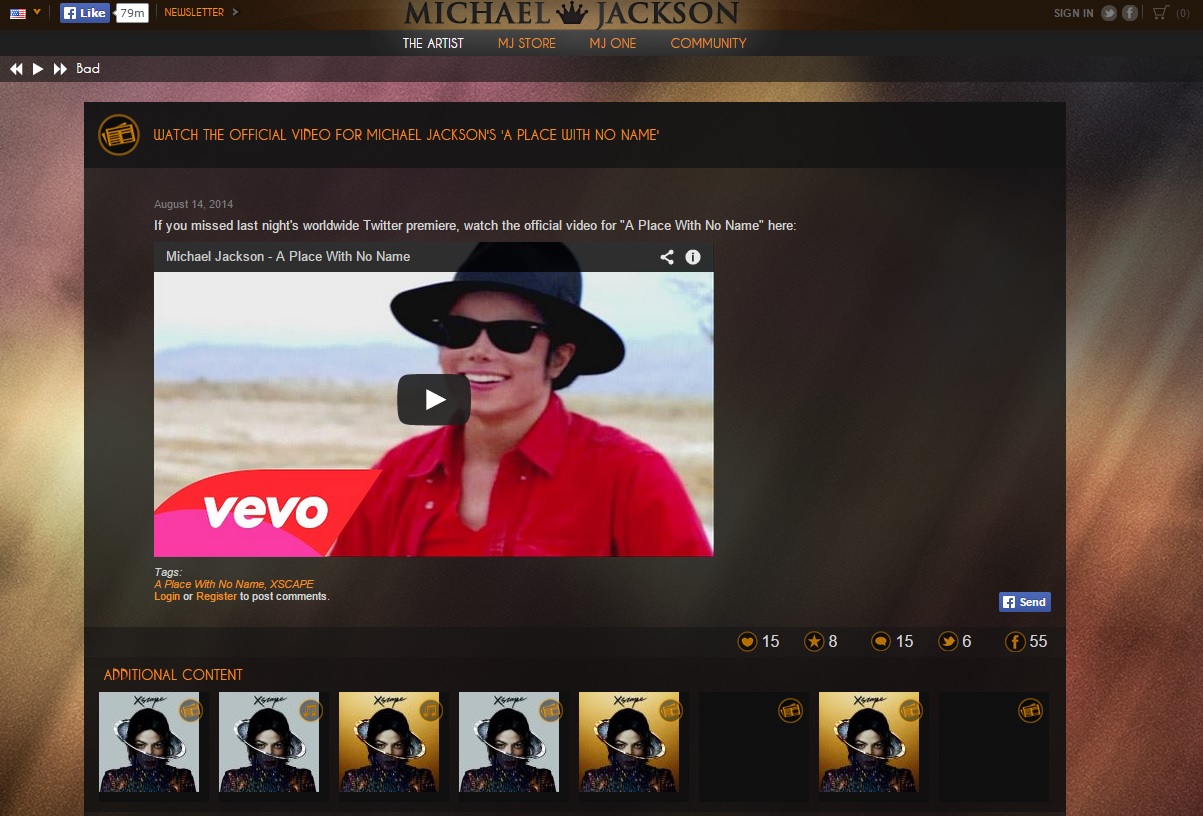 MICHAEL JACKSON
Like 79m NEWSLETTER >
SIGN IN (0)
THE ARTIST MJ STORE MJ ONE COMMUNITY
Bad
WATCH THE OFFICIAL VIDEO FOR MICHAEL JACKSON'S 'A PLACE WITH NO NAME'
August 14, 2014
If you missed last night's worldwide Twitter premiere, watch the official video for "A Place With No Name" here:
Michael Jackson - A Place With No Name
vevo
Tags:
A Place With No Name, XSCAPE
Login or Register to post comments.
Send
15 8 15 6 55
ADDITIONAL CONTENT
Xscape Xscape Xscape Xscape Xscape Xscape